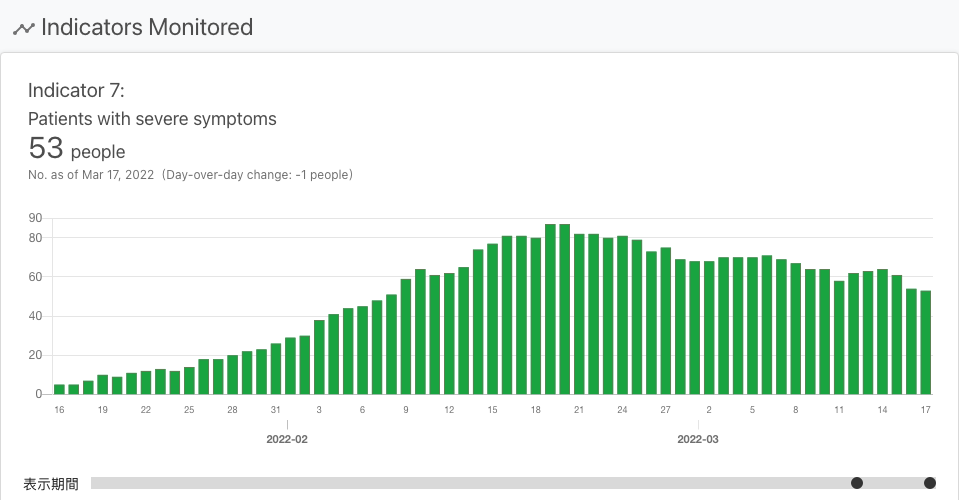 Indicators Monitored
Indicator 7:
Patients with severe symptoms
53 people
No. as of Mar 17, 2022 (Day-over-day change: -1 people)
90
80
60
40
20
0
16 19 22 25 28 31 3 6 9 12 15 18 21 24 27 2 5 8 11 14 17
2022-02 2022-03
表示期間